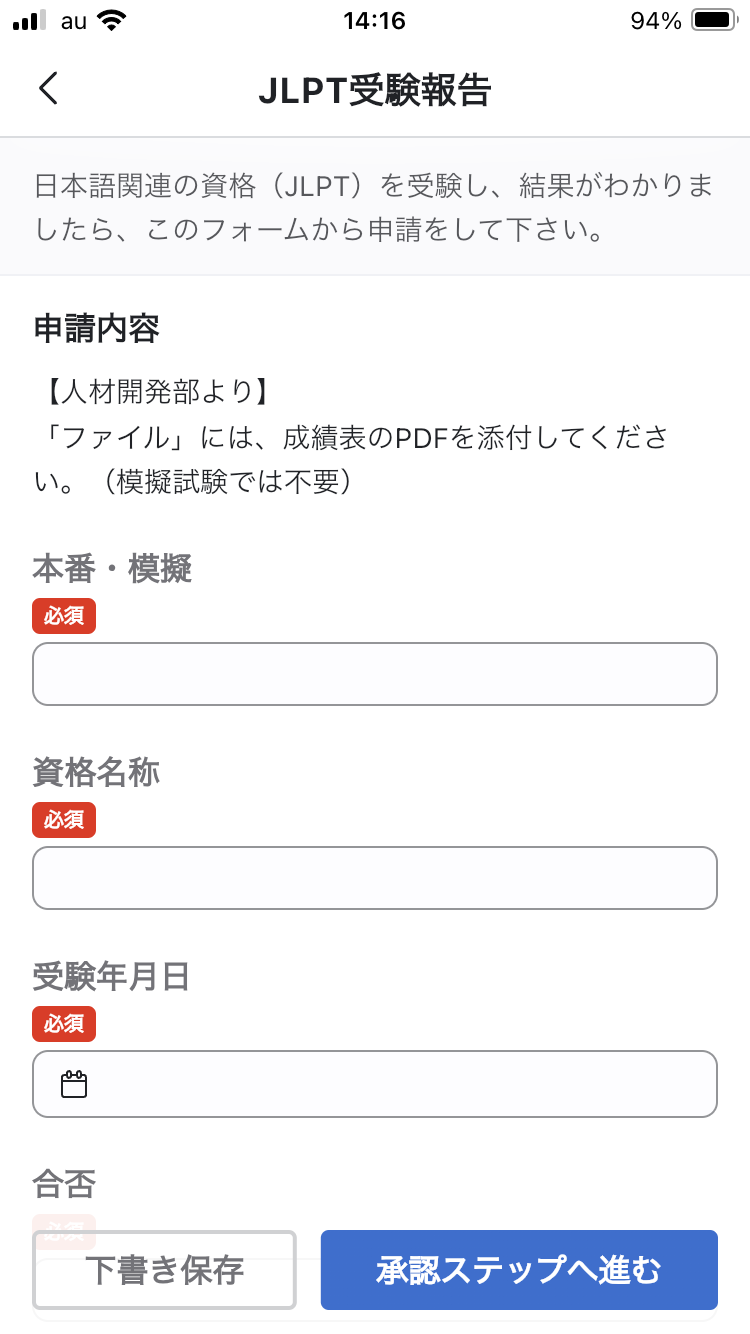 au 14:16 94%
JLPT受験報告
日本語関連の資格（JLPT）を受験し、結果がわかりま
したら、このフォームから申請をして下さい。
申請内容
【人材開発部より】
「ファイル」には、成績表のPDFを添付してくださ
い。（模擬試験では不要）
本番・模擬
必須
資格名称
必須
受験年月日
必須
合否
必須
下書き保存 承認ステップへ進む